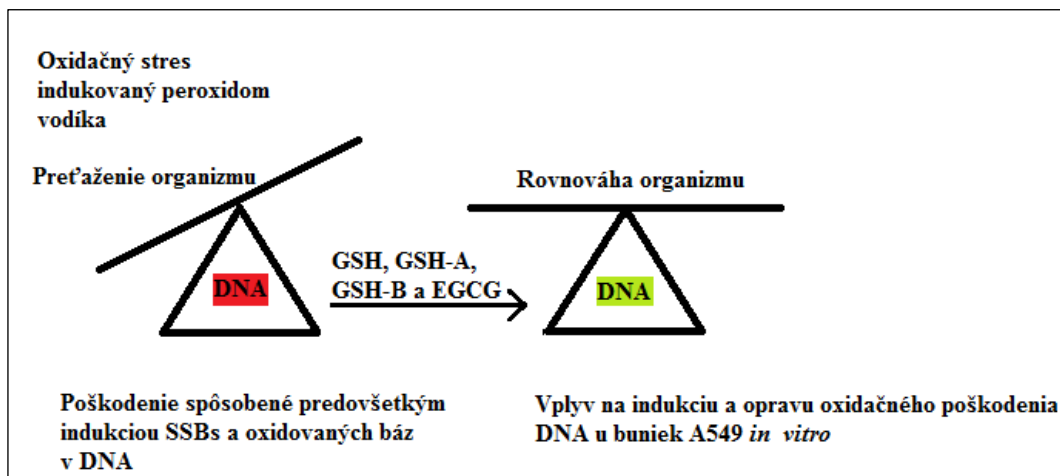 Oxidačný stres
indukovaný peroxidom
vodíka
Preťaženie organizmu
Rovnováha organizmu
GSH, GSH-A,
GSH-B a EGCG
DNA
DNA
Poškodenie spôsobené predovšetkým
indukciou SSBs a oxidovaných báz
v DNA
Vplyv na indukciu a opravu oxidačného poškodenia
DNA u buniek A549 in vitro